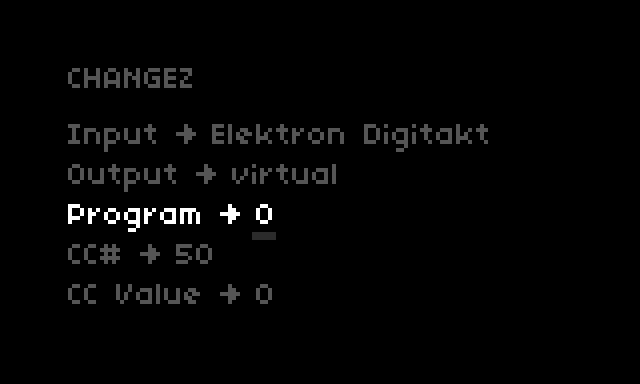 CHANGEZ
Input → Elektron Digitakt
Output → virtual
Program → 0
CC# → 50
CC Value → 0